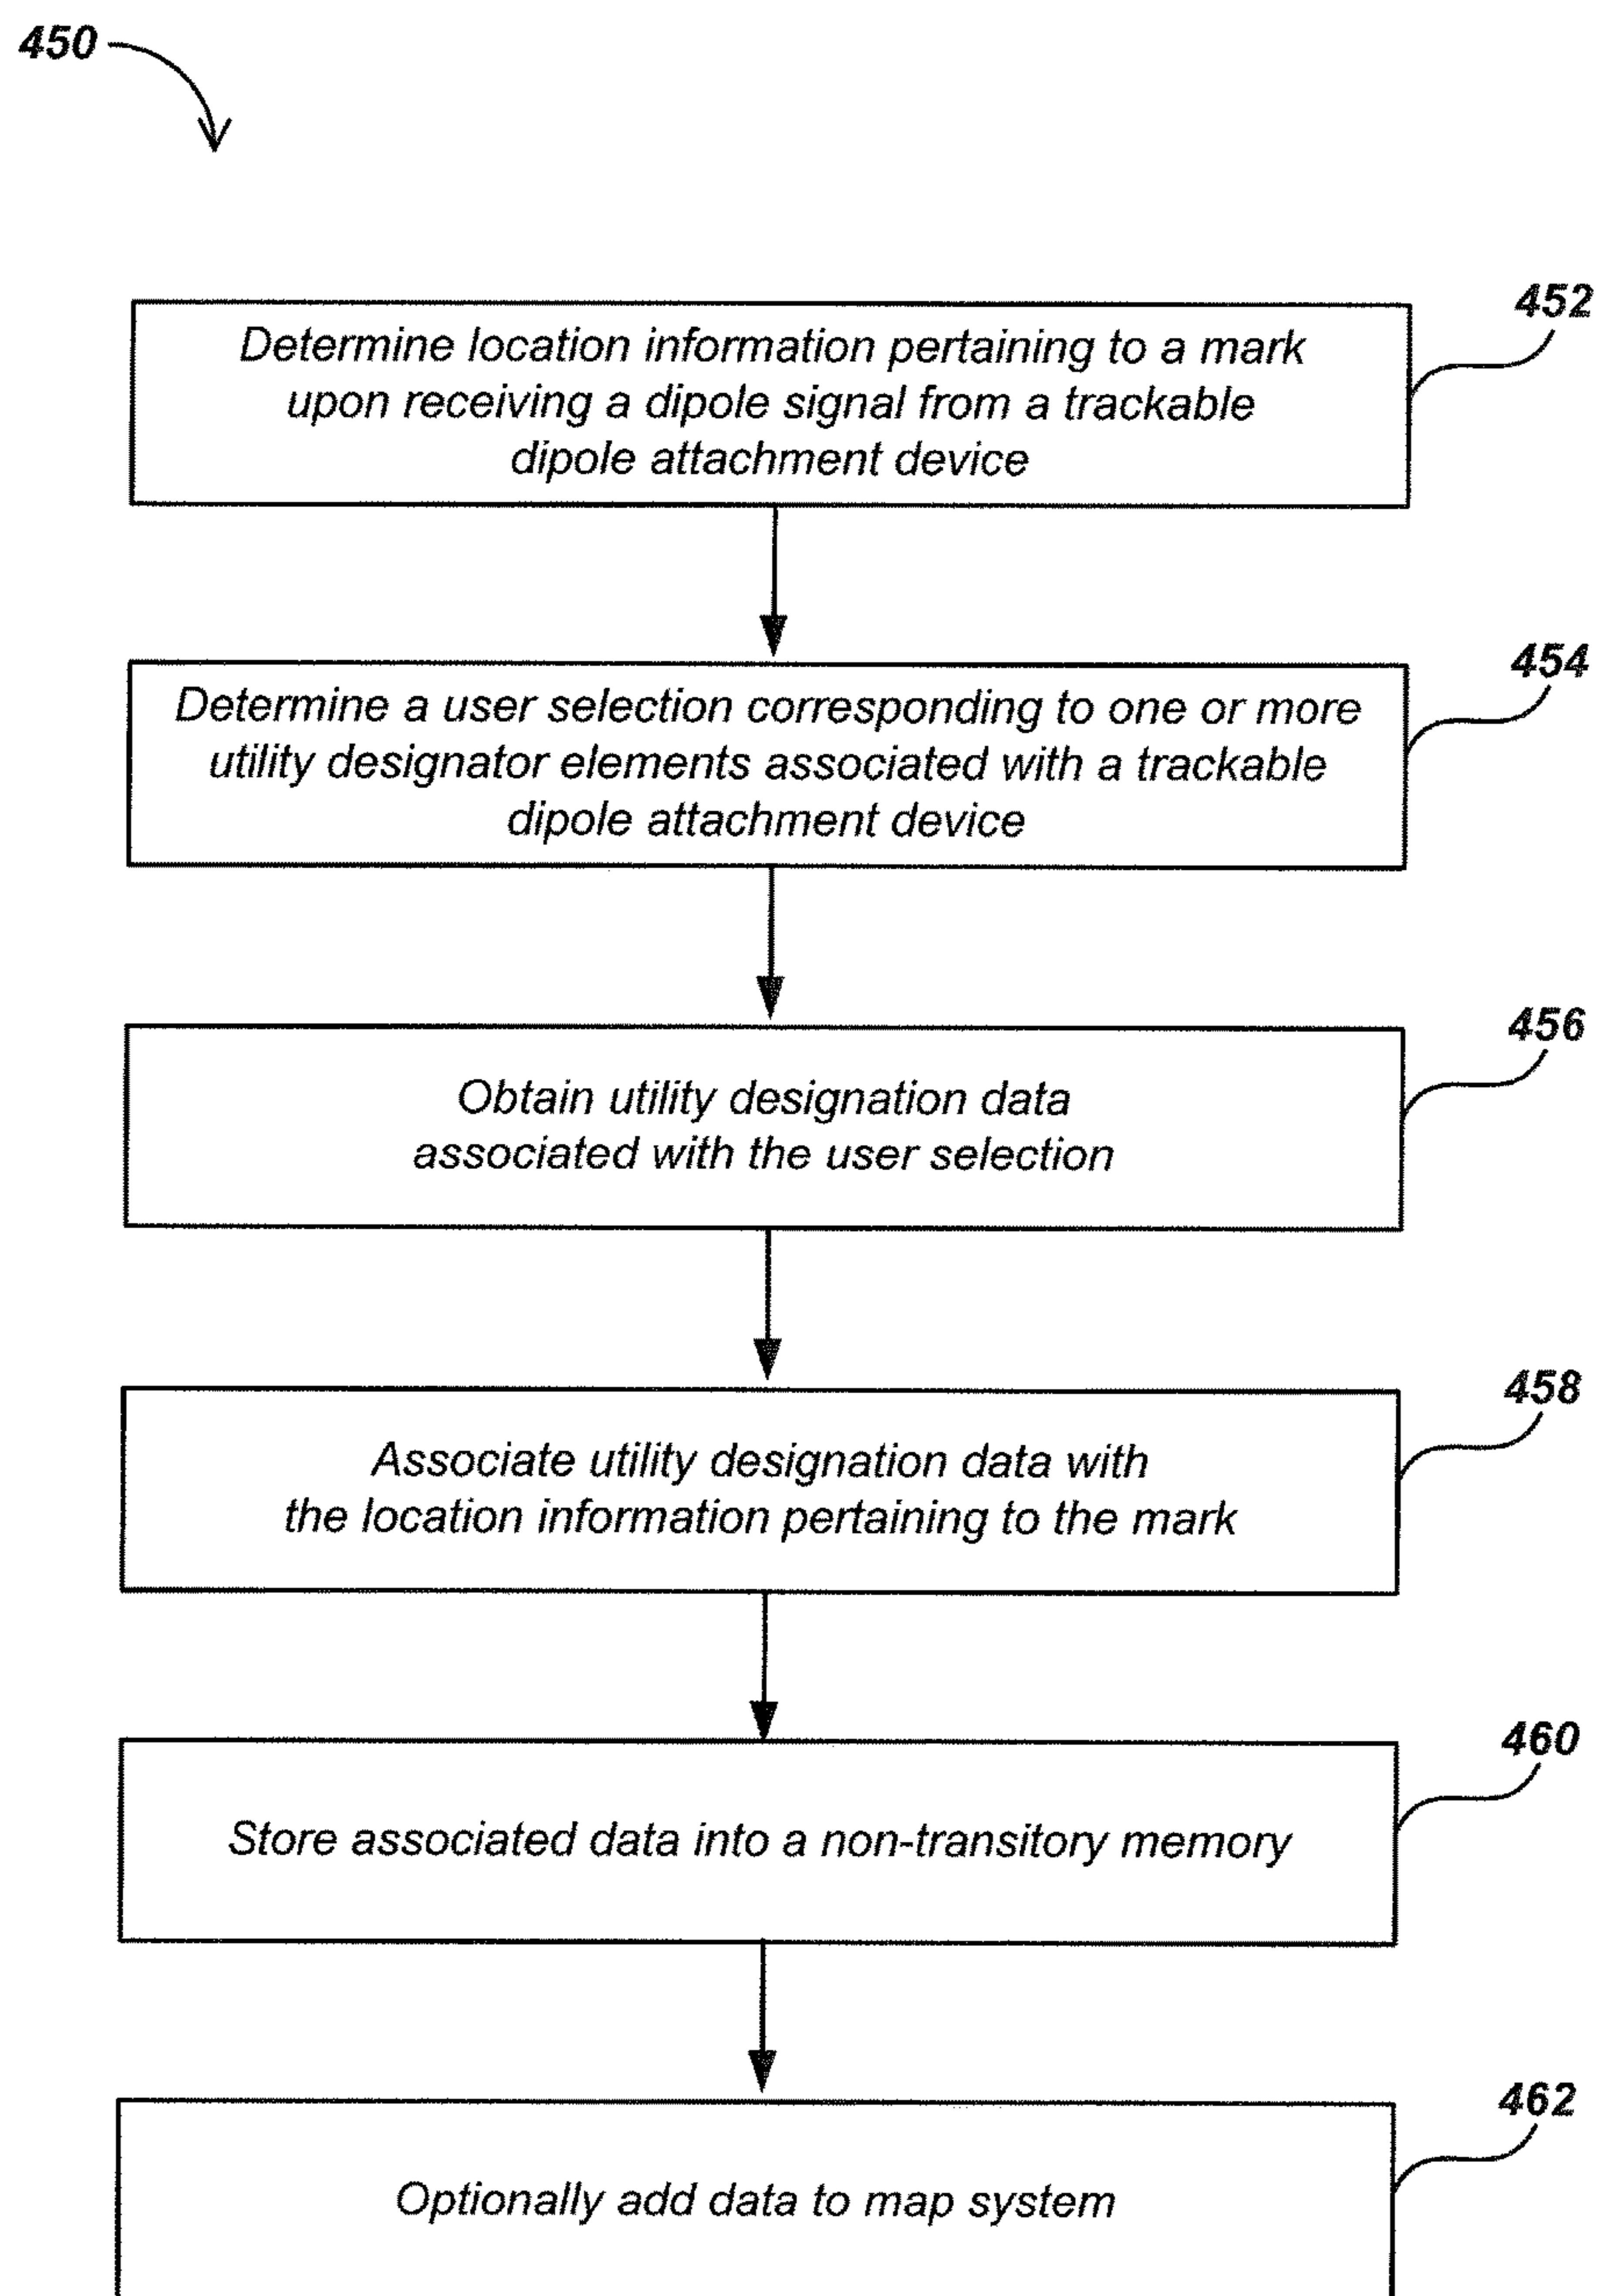 450
452
Determine location information pertaining to a mark
upon receiving a dipole signal from a trackable
dipole attachment device
454
Determine a user selection corresponding to one or more
utility designator elements associated with a trackable
dipole attachment device
456
Obtain utility designation data
associated with the user selection
458
Associate utility designation data with
the location information pertaining to the mark
460
Store associated data into a non-transitory memory
462
Optionally add data to map system